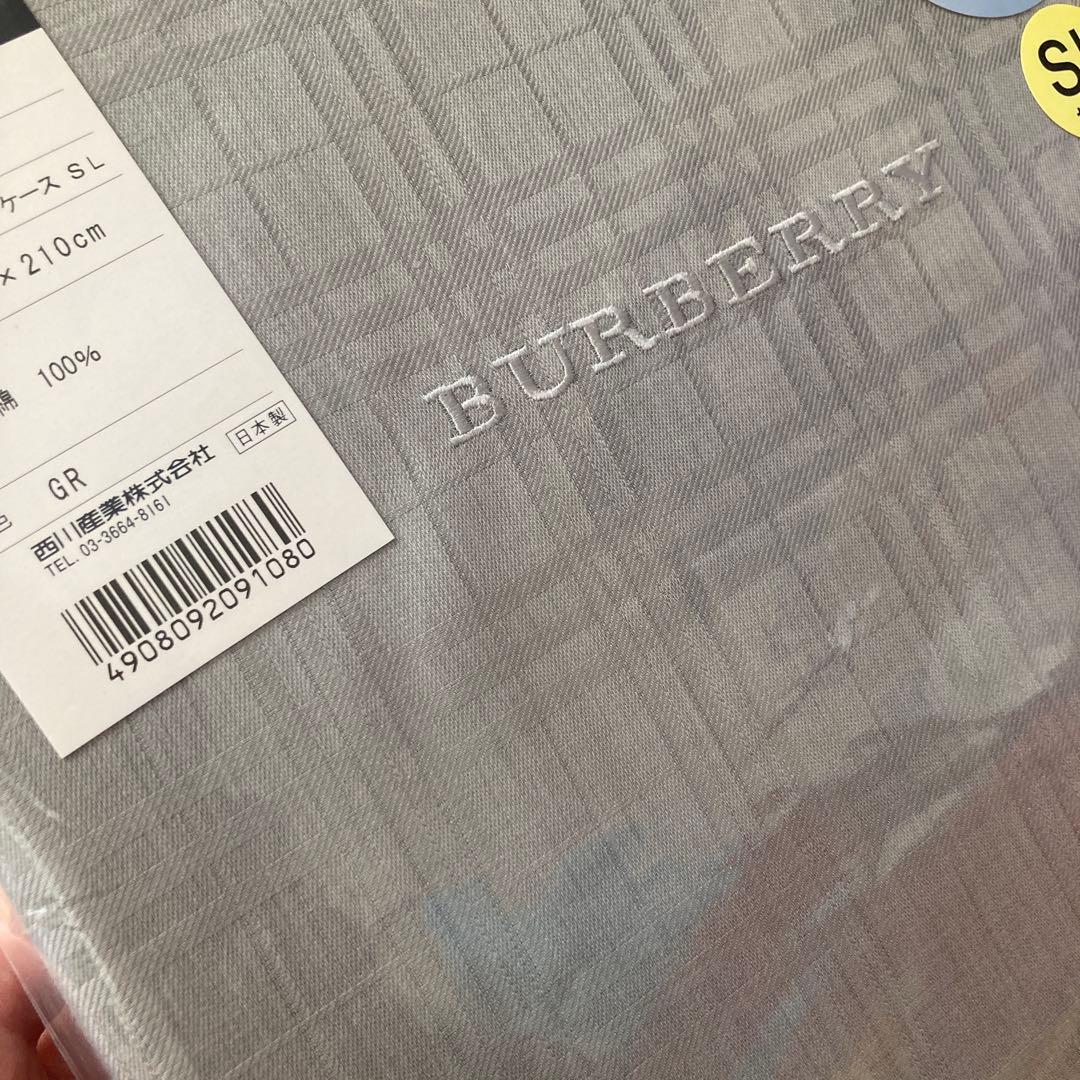 ケース SL
× 210cm
綿 100%
GR
日本製
西川産業株式会社
TEL. 03-3664-8161
4908092091080
BURBERRY